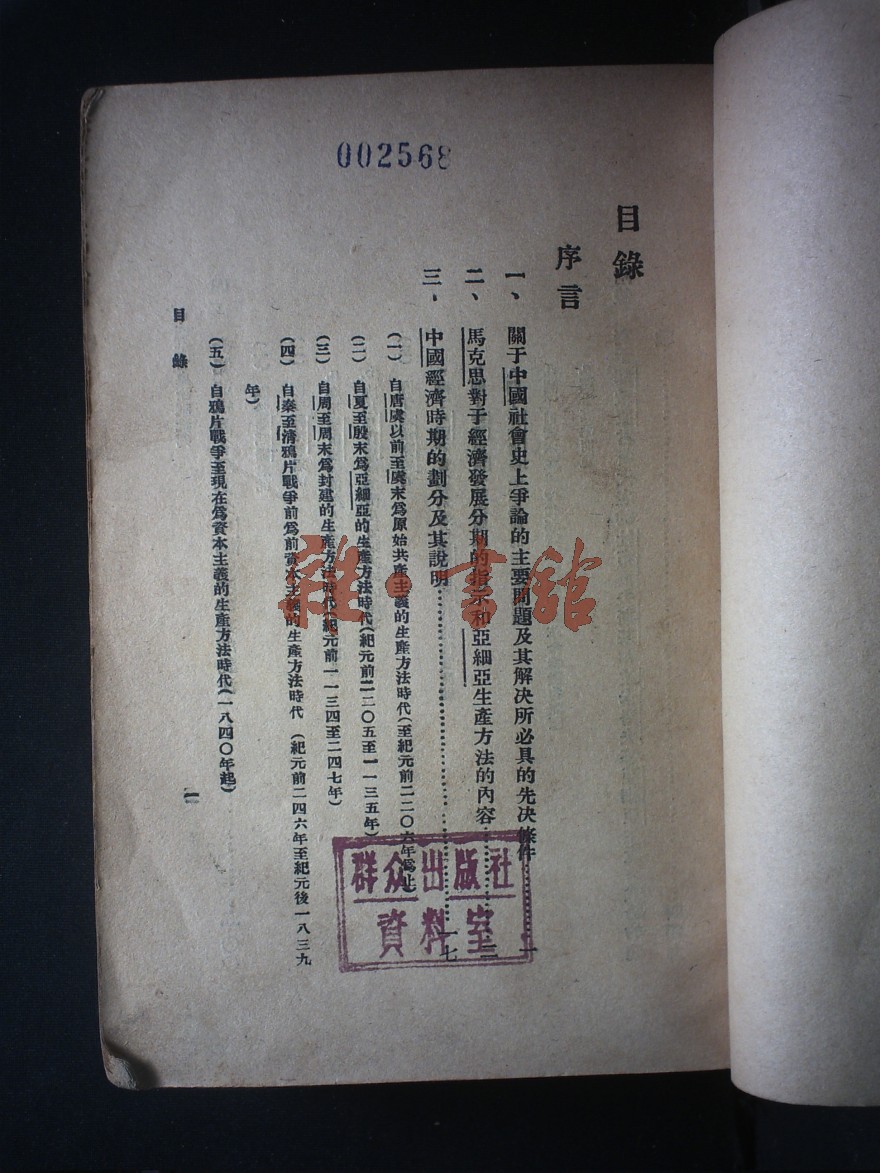 002568
目錄
序言
一、關于中國社會史上爭論的主要問題及其解决所必具的先决條件…………一
二、馬克思對于經濟發展分期的指示和亞細亞生產方法的內容…………三
三、中國經濟時期的劃分及其說明…………一七
（一）自唐虞以前至虞末爲原始共產主義的生產方法時代（至紀元前二二〇六年爲止）
（二）自夏至殷末爲亞細亞的生產方法時代（紀元前二二〇五至一一三五年）
（三）自周至周末爲封建的生產方法時代（紀元前一一三四至二四七年）
（四）自秦至清鴉片戰爭前爲前資本主義的生產方法時代（紀元前二四六年至紀元後一八三九
年）
（五）自鴉片戰爭至現在爲資本主義的生產方法時代（一八四〇年起）
目錄
一
群众出版社
資料室
雜·書館